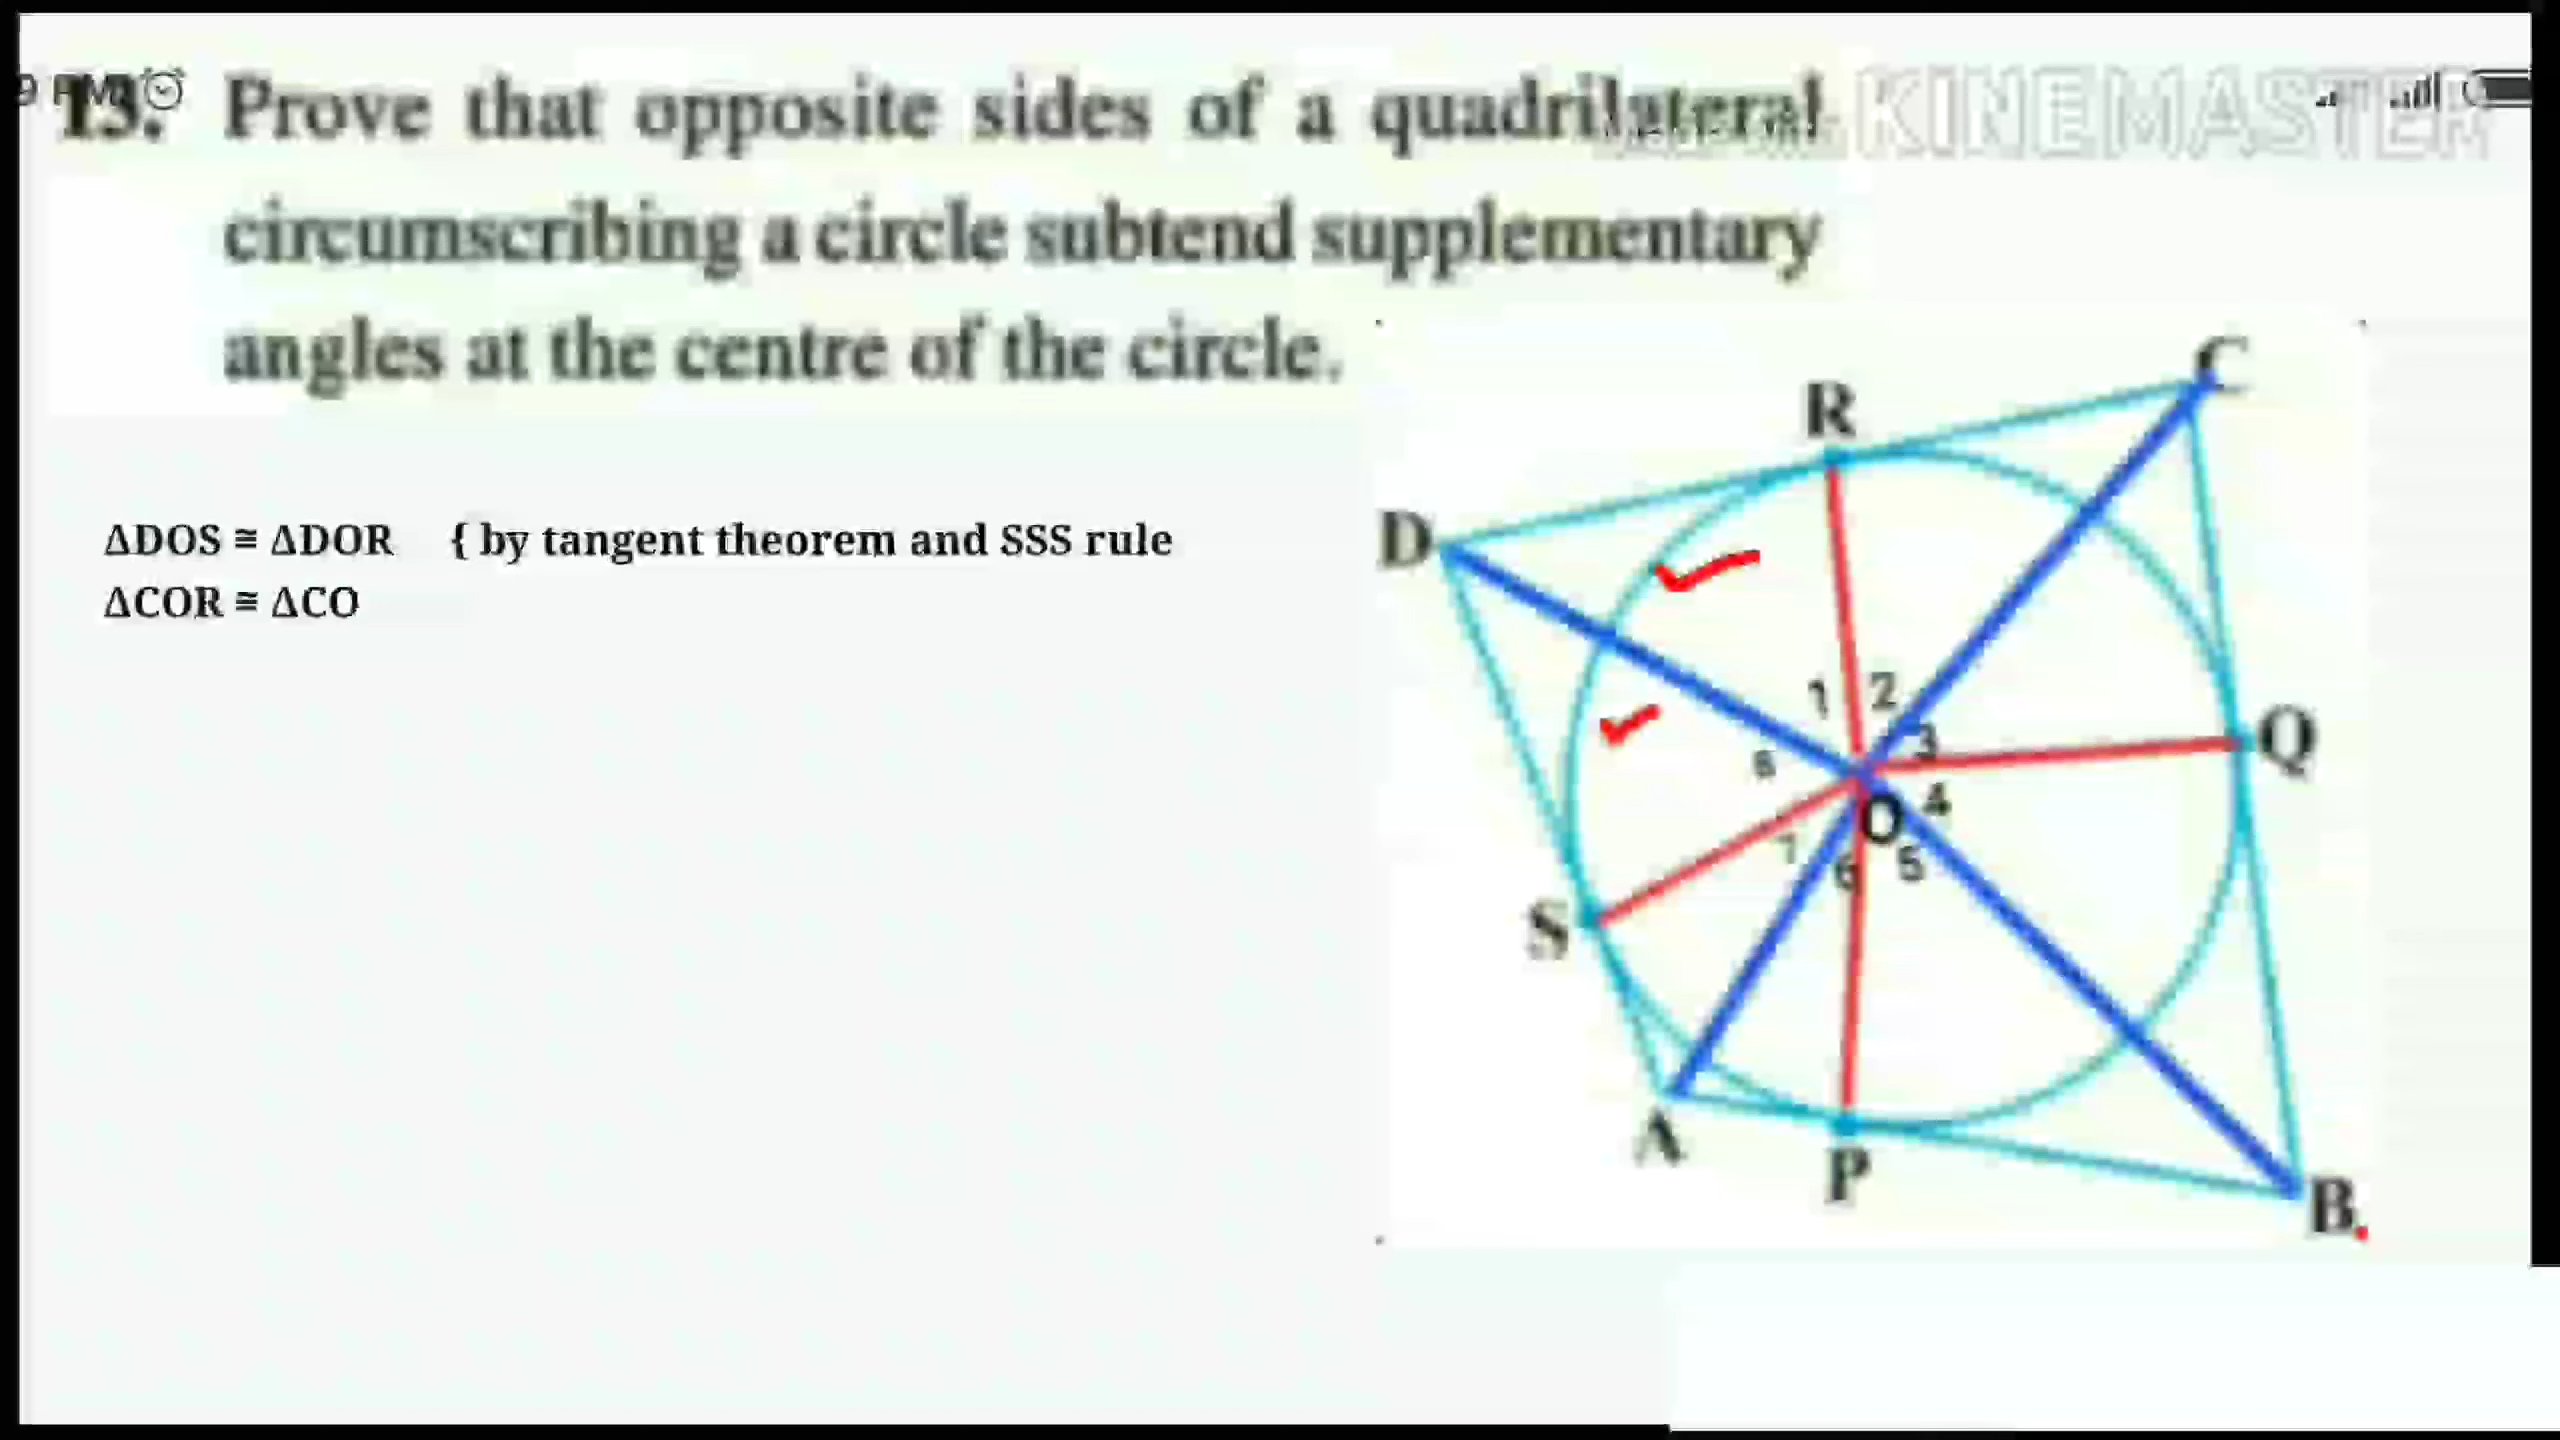 13. Prove that opposite sides of a quadrilateral
KINEMASTER
circumscribing a circle subtend supplementary
angles at the centre of the circle.
ΔDOS ≅ ΔDOR { by tangent theorem and SSS rule
ΔCOR ≅ ΔCO
C
R
D
1 2
3
Q
8
O
4
7
6
5
S
A
P
B